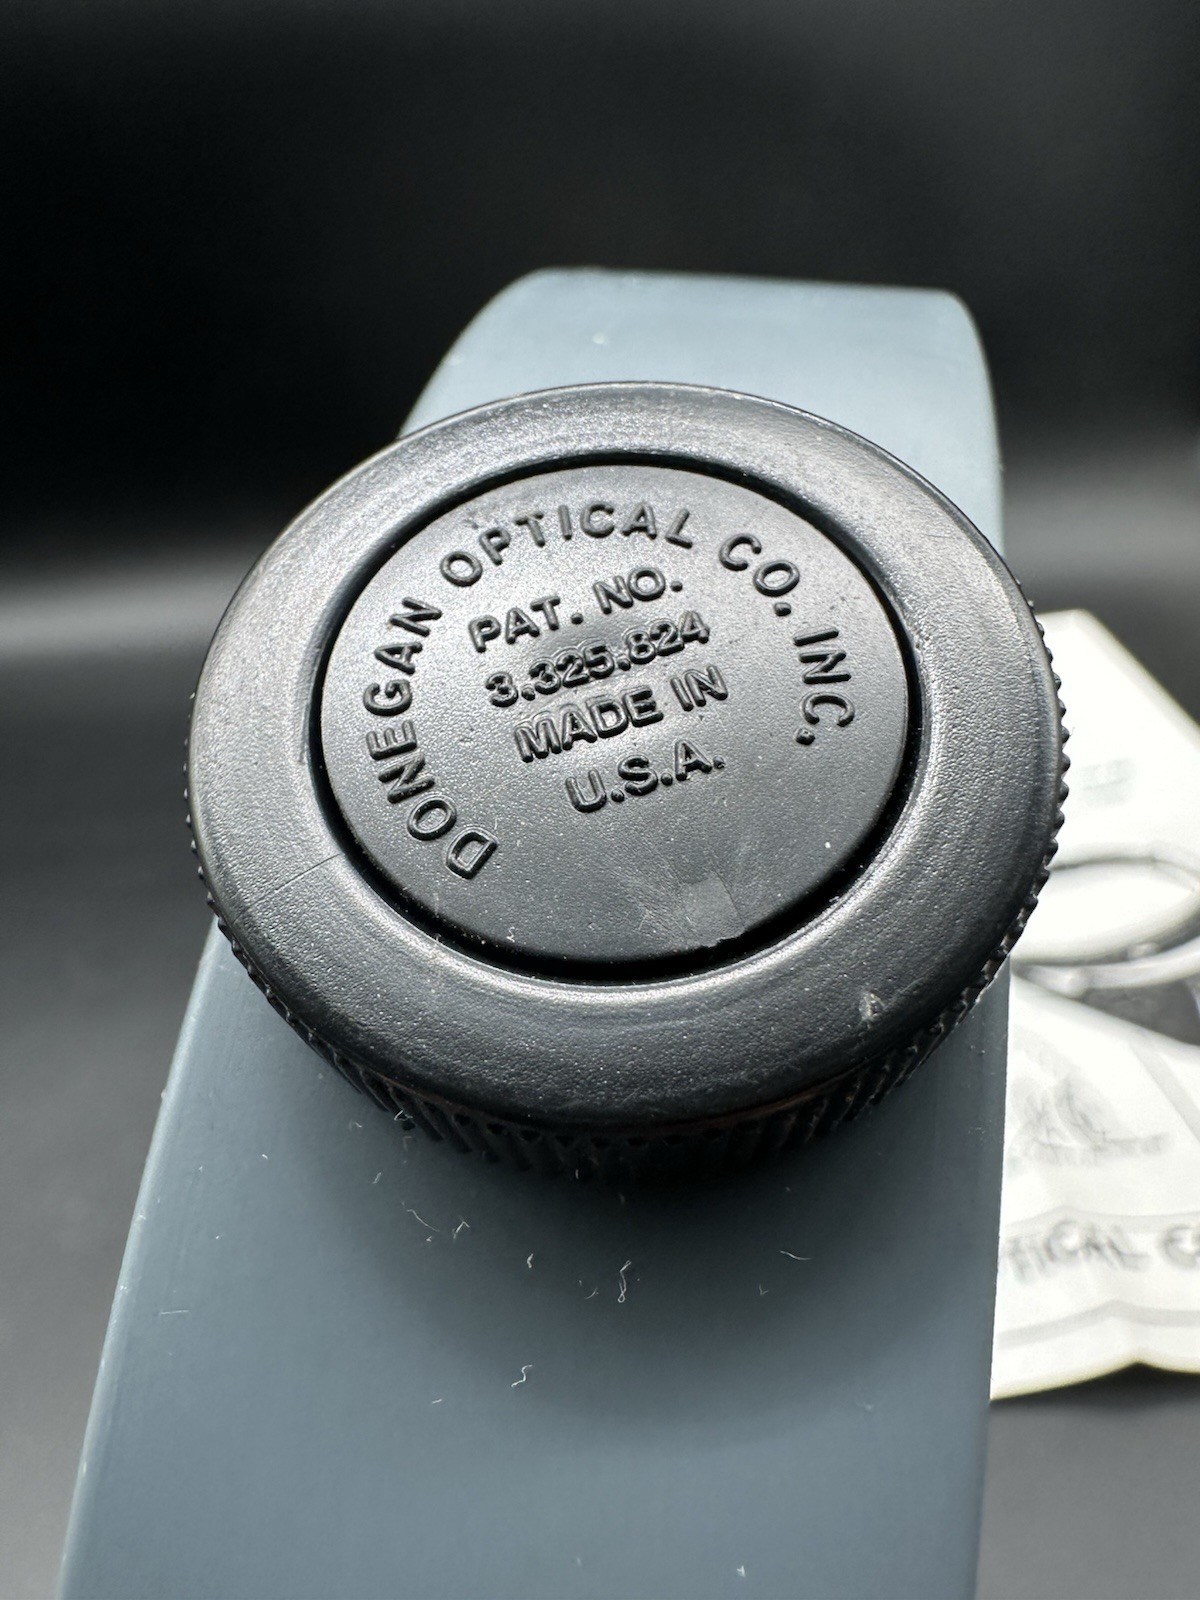 DONEGAN OPTICAL CO. INC.
PAT. NO.
3.325.824
MADE IN
U.S.A.
TICAL C